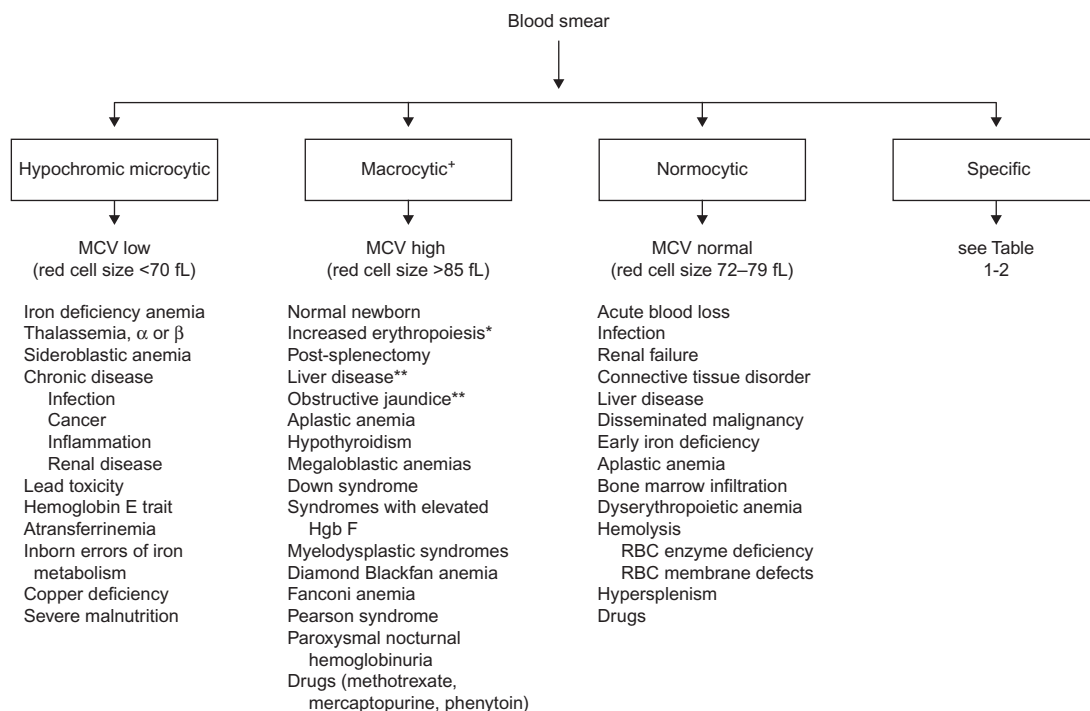 Blood smear
Hypochromic microcytic
MCV low
(red cell size <70 fL)
Iron deficiency anemia
Thalassemia, α or β
Sideroblastic anemia
Chronic disease
Infection
Cancer
Inflammation
Renal disease
Lead toxicity
Hemoglobin E trait
Atransferrinemia
Inborn errors of iron
metabolism
Copper deficiency
Severe malnutrition
Macrocytic+
MCV high
(red cell size >85 fL)
Normal newborn
Increased erythropoiesis*
Post-splenectomy
Liver disease**
Obstructive jaundice**
Aplastic anemia
Hypothyroidism
Megaloblastic anemias
Down syndrome
Syndromes with elevated
Hgb F
Myelodysplastic syndromes
Diamond Blackfan anemia
Fanconi anemia
Pearson syndrome
Paroxysmal nocturnal
hemoglobinuria
Drugs (methotrexate,
mercaptopurine, phenytoin)
Normocytic
MCV normal
(red cell size 72–79 fL)
Acute blood loss
Infection
Renal failure
Connective tissue disorder
Liver disease
Disseminated malignancy
Early iron deficiency
Aplastic anemia
Bone marrow infiltration
Dyserythropoietic anemia
Hemolysis
RBC enzyme deficiency
RBC membrane defects
Hypersplenism
Drugs
Specific
see Table
1-2